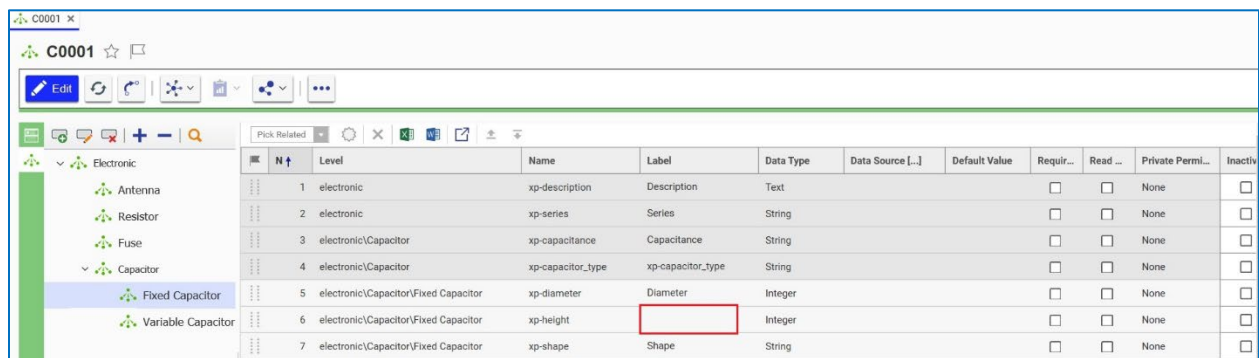 C0001 ×
C0001
Edit
Pick Related
Electronic
Antenna
Resistor
Fuse
Capacitor
Fixed Capacitor
Variable Capacitor
N Level Name Label Data Type Data Source [...] Default Value Requir... Read ... Private Permi... Inactiv
1 electronic xp-description Description Text None
2 electronic xp-series Series String None
3 electronic\Capacitor xp-capacitance Capacitance String None
4 electronic\Capacitor xp-capacitor_type xp-capacitor_type String None
5 electronic\Capacitor\Fixed Capacitor xp-diameter Diameter Integer None
6 electronic\Capacitor\Fixed Capacitor xp-height Integer None
7 electronic\Capacitor\Fixed Capacitor xp-shape Shape String None